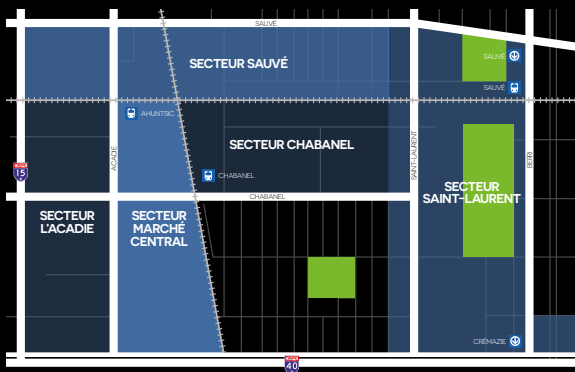 SAUVÉ
SECTEUR SAUVÉ
SAUVÉ
SAUVÉ
AHUNTSIC
ACADIE
SECTEUR CHABANEL
SAINT-LAURENT
BERRI
15
CHABANEL
SECTEUR
SAINT-LAURENT
CHABANEL
SECTEUR
L'ACADIE
SECTEUR
MARCHÉ
CENTRAL
CRÉMAZIE
40